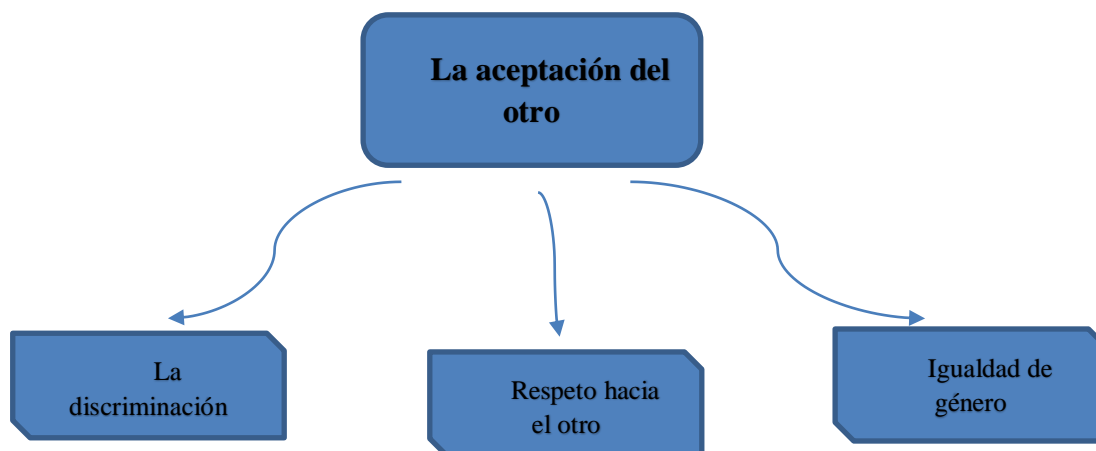 La aceptación del
otro
La
discriminación
Respeto hacia
el otro
Igualdad de
género